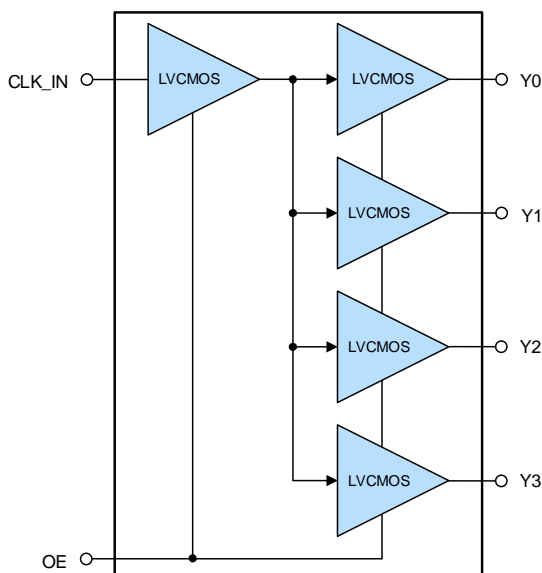 CLK_IN
LVCMOS
LVCMOS
Y0
LVCMOS
Y1
LVCMOS
Y2
LVCMOS
Y3
OE